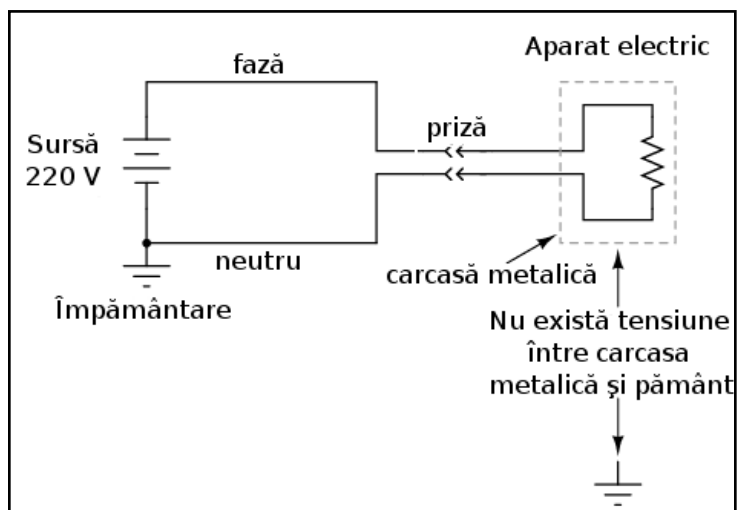 Aparat electric
fază
priză
Sursă
220 V
neutru
carcasă metalică
Împământare
Nu există tensiune
între carcasa
metalică şi pământ